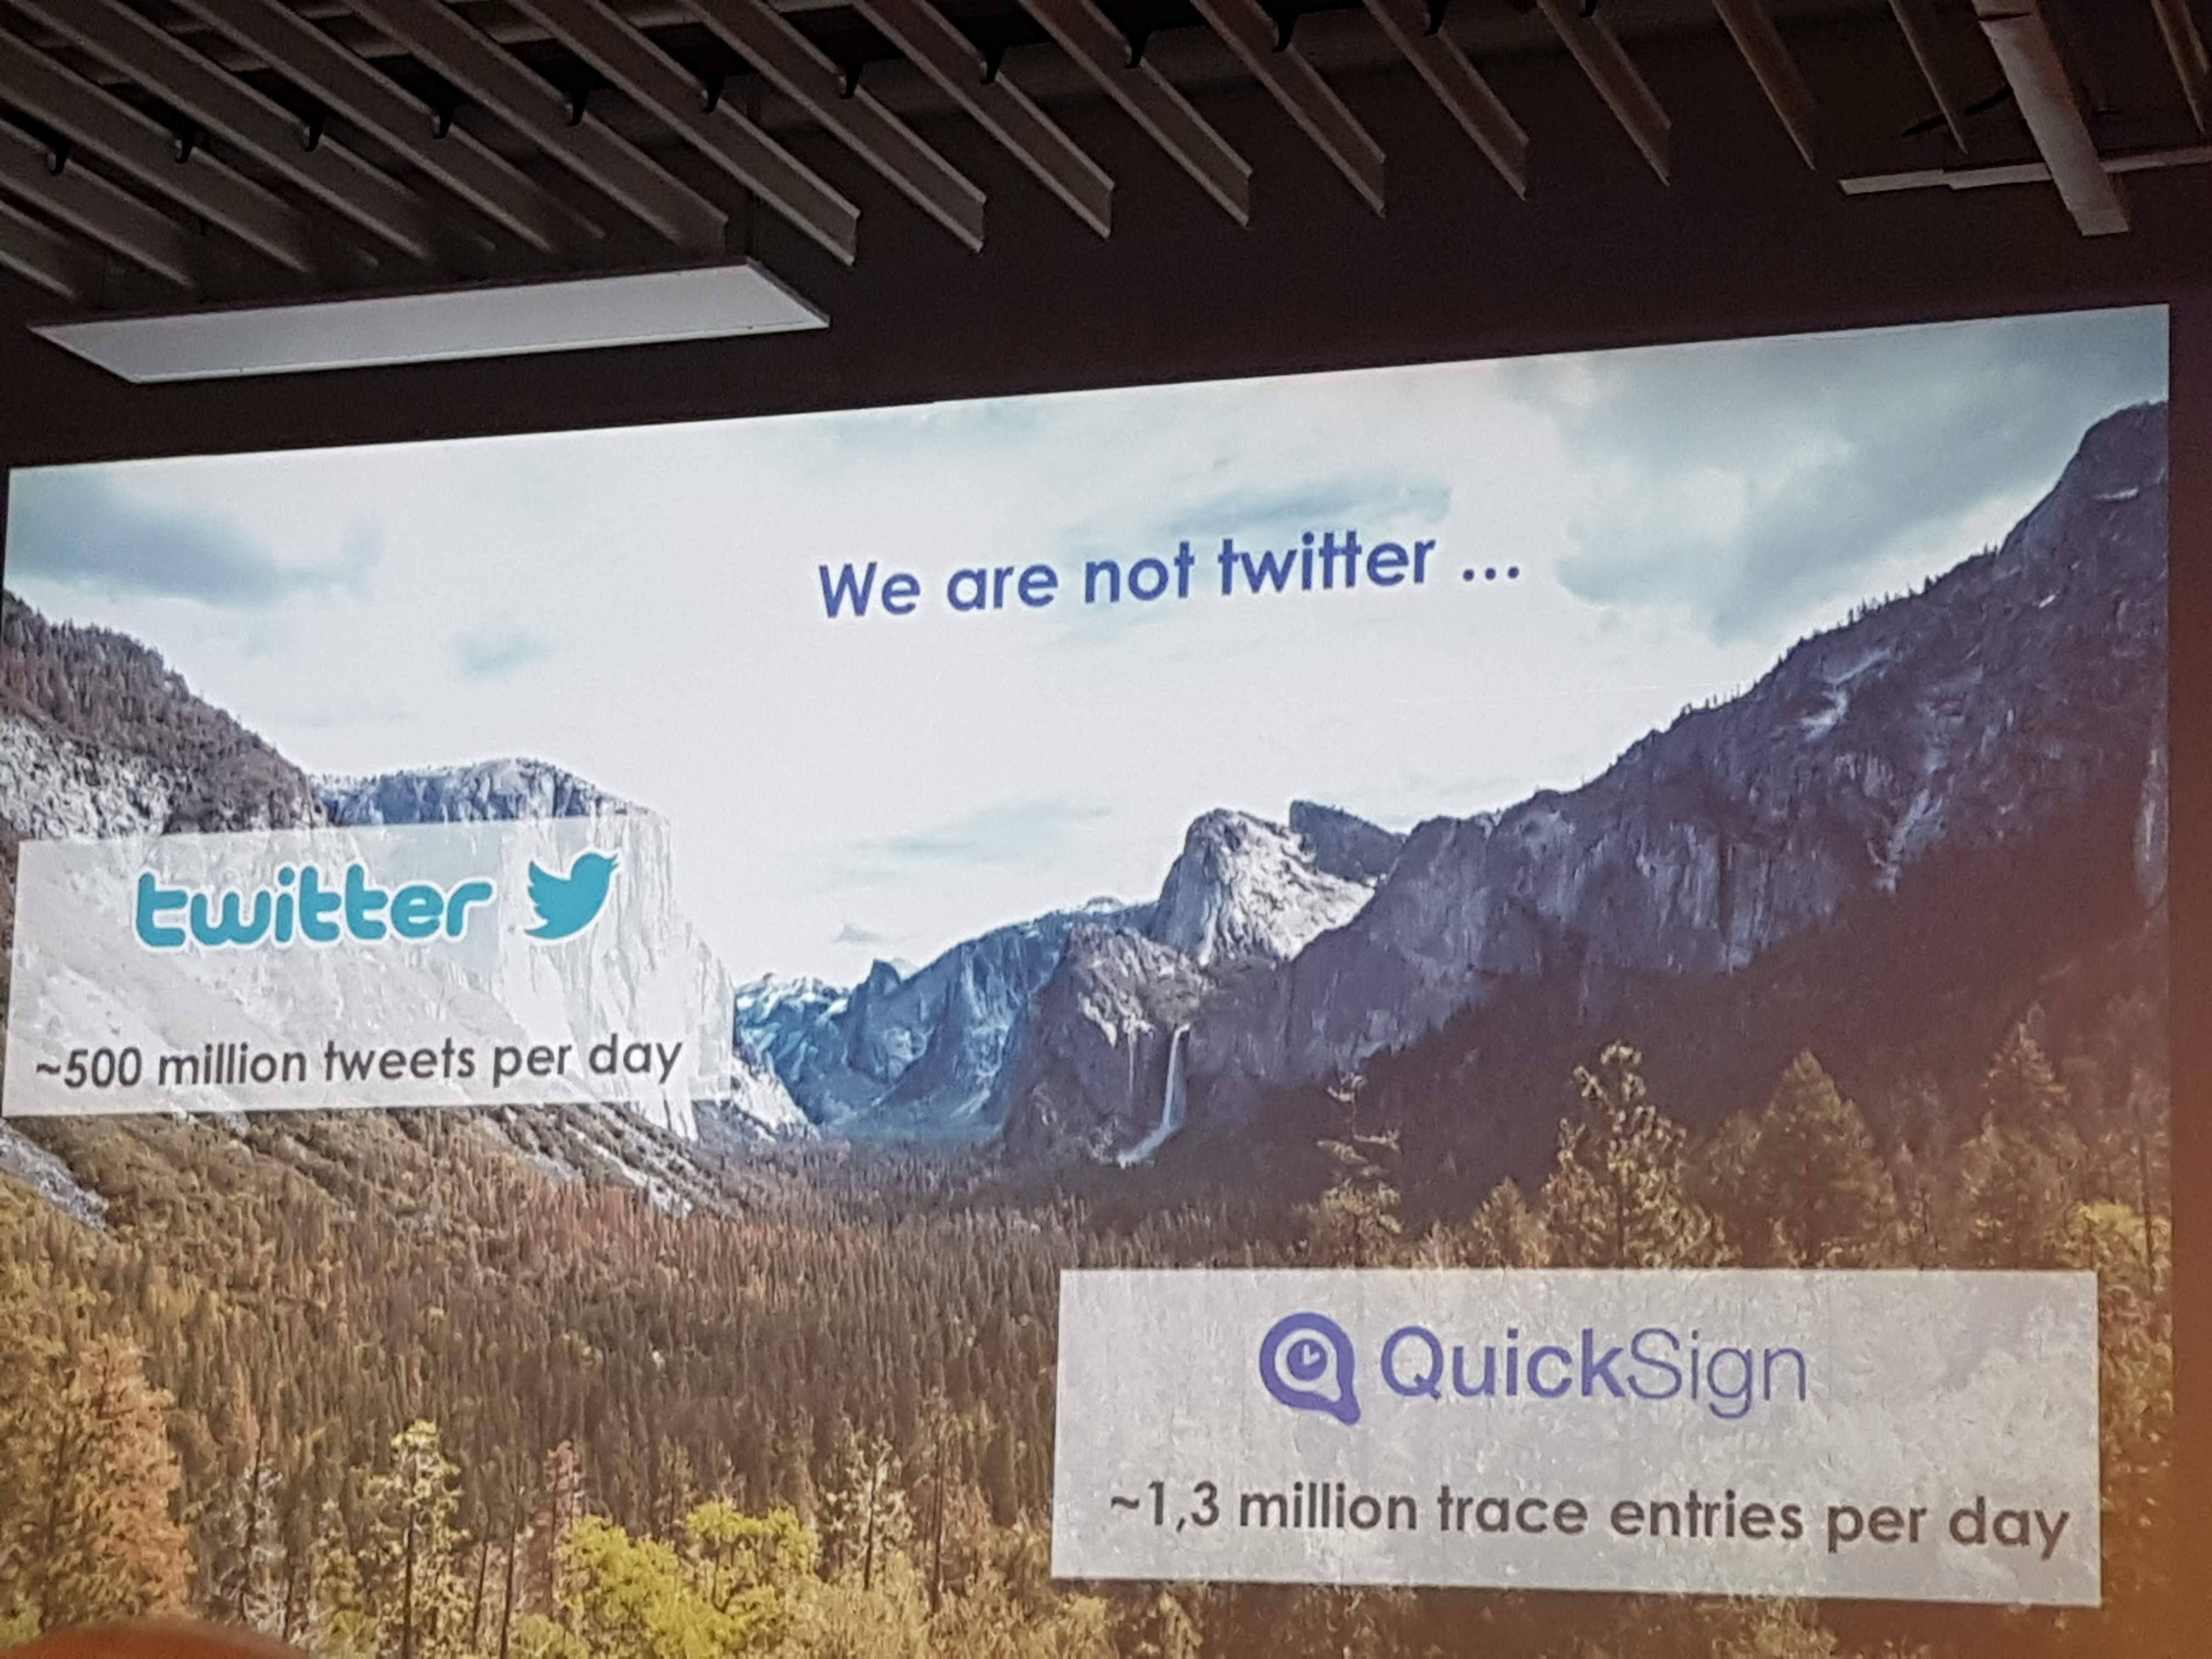 We are not twitter ...
twitter
~500 million tweets per day
QuickSign
~1,3 million trace entries per day